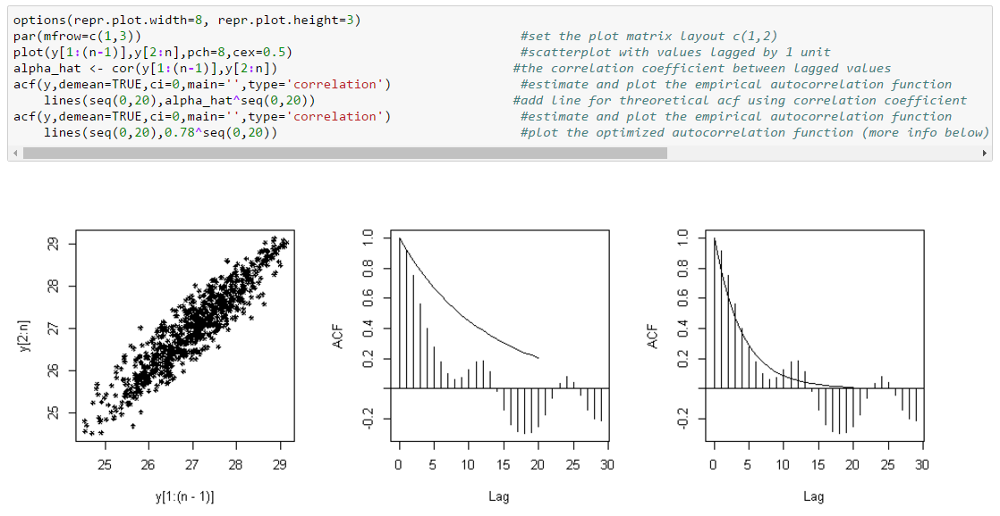 options(repr.plot.width=8, repr.plot.height=3)
par(mfrow=c(1,3)) #set the plot matrix layout c(1,2)
plot(y[1:(n-1)],y[2:n],pch=8,cex=0.5) #scatterplot with values lagged by 1 unit
alpha_hat <- cor(y[1:(n-1)],y[2:n]) #the correlation coefficient between lagged values
acf(y,demean=TRUE,ci=0,main='',type='correlation') #estimate and plot the empirical autocorrelation function
lines(seq(0,20),alpha_hat^seq(0,20)) #add line for threoretical acf using correlation coefficient
acf(y,demean=TRUE,ci=0,main='',type='correlation') #estimate and plot the empirical autocorrelation function
lines(seq(0,20),0.78^seq(0,20)) #plot the optimized autocorrelation function (more info below)
y[2:n]
29
28
27
26
25
25 26 27 28 29
y[1:(n - 1)]
ACF
1.0
0.8
0.6
0.4
0.2
-0.2
0 5 10 15 20 25 30
Lag
ACF
1.0
0.8
0.6
0.4
0.2
-0.2
0 5 10 15 20 25 30
Lag